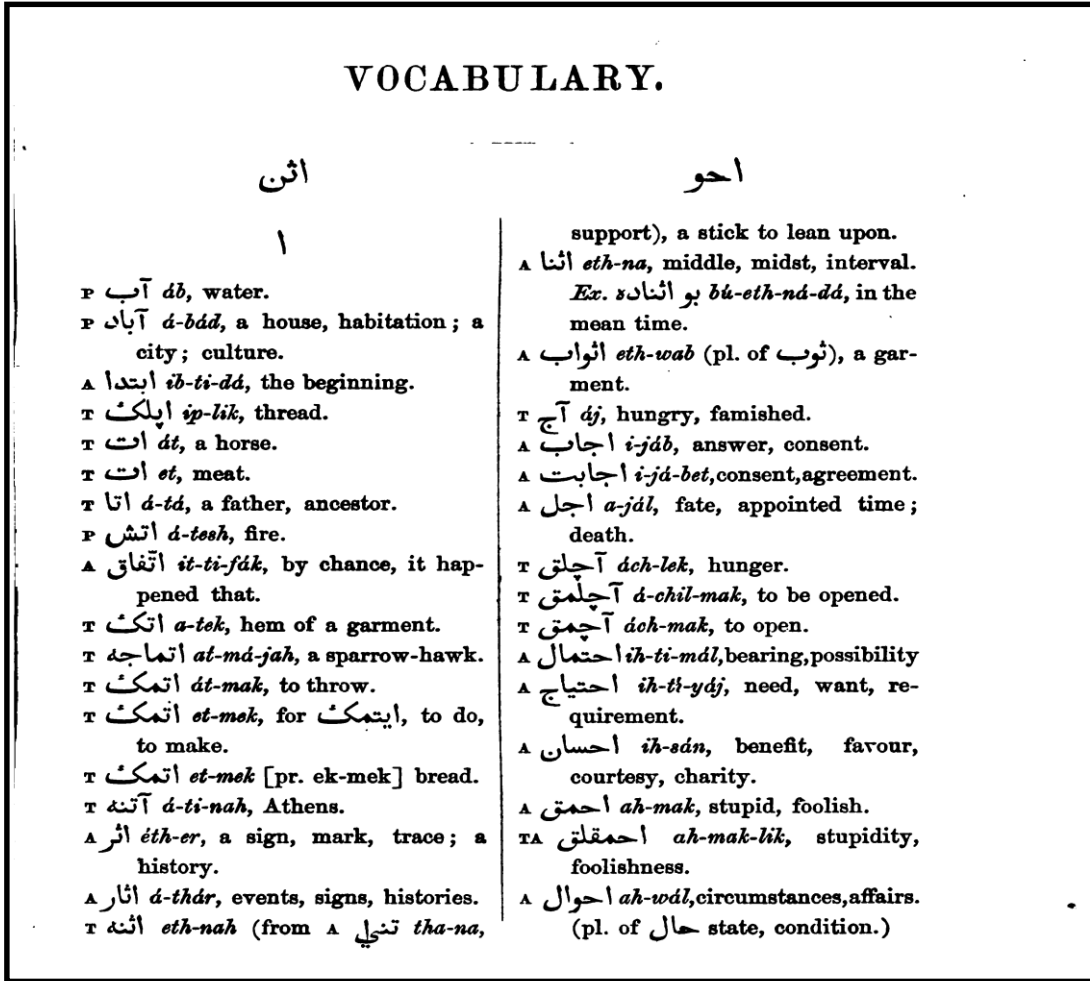 VOCABULARY.
اثن
ا
P آب áb, water.
P آباد á-bád, a house, habitation; a
city; culture.
A ابتدا ib-ti-dá, the beginning.
T اپلك ip-lik, thread.
T ات át, a horse.
T ات et, meat.
T اتا á-tá, a father, ancestor.
P اتش á-tesh, fire.
A اتّفاق it-ti-fák, by chance, it hap-
pened that.
T اتك a-tek, hem of a garment.
T اتماجه at-má-jah, a sparrow-hawk.
T اتمك át-mak, to throw.
T اتمك et-mek, for ايتمك, to do,
to make.
T اتمك et-mek [pr. ek-mek] bread.
T آتنه á-ti-nah, Athens.
A اثر éth-er, a sign, mark, trace; a
history.
A اثار á-thár, events, signs, histories.
T اثنه eth-nah (from A تنني tha-na,
احو
support), a stick to lean upon.
A اثنا eth-na, middle, midst, interval.
Ex. بو اثناده bú-eth-ná-dá, in the
mean time.
A اثواب eth-wab (pl. of ثوب), a gar-
ment.
T آج áj, hungry, famished.
A اجاب i-jáb, answer, consent.
A اجابت i-já-bet, consent, agreement.
A اجل a-jál, fate, appointed time;
death.
T آچلق ách-lek, hunger.
T آچلمق á-chil-mak, to be opened.
T آچمق ách-mak, to open.
A احتمال ih-ti-mál, bearing, possibility
A احتياج ih-ti-yáj, need, want, re-
quirement.
A احسان ih-sán, benefit, favour,
courtesy, charity.
A احمق ah-mak, stupid, foolish.
TA احمقلق ah-mak-lik, stupidity,
foolishness.
A احوال ah-wál, circumstances, affairs.
(pl. of حال state, condition.)